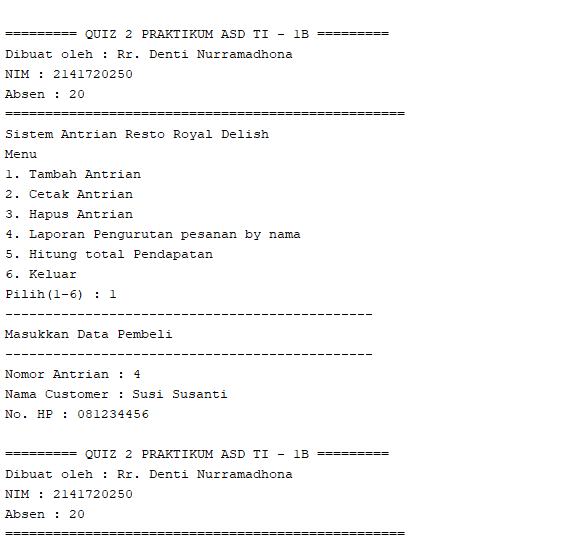 ========= QUIZ 2 PRAKTIKUM ASD TI - 1B =========
Dibuat oleh : Rr. Denti Nurramadhona
NIM : 2141720250
Absen : 20
==================================================
Sistem Antrian Resto Royal Delish
Menu
1. Tambah Antrian
2. Cetak Antrian
3. Hapus Antrian
4. Laporan Pengurutan pesanan by nama
5. Hitung total Pendapatan
6. Keluar
Pilih(1-6) : 1
----------------------------------------------
Masukkan Data Pembeli
----------------------------------------------
Nomor Antrian : 4
Nama Customer : Susi Susanti
No. HP : 081234456
========= QUIZ 2 PRAKTIKUM ASD TI - 1B =========
Dibuat oleh : Rr. Denti Nurramadhona
NIM : 2141720250
Absen : 20
==================================================